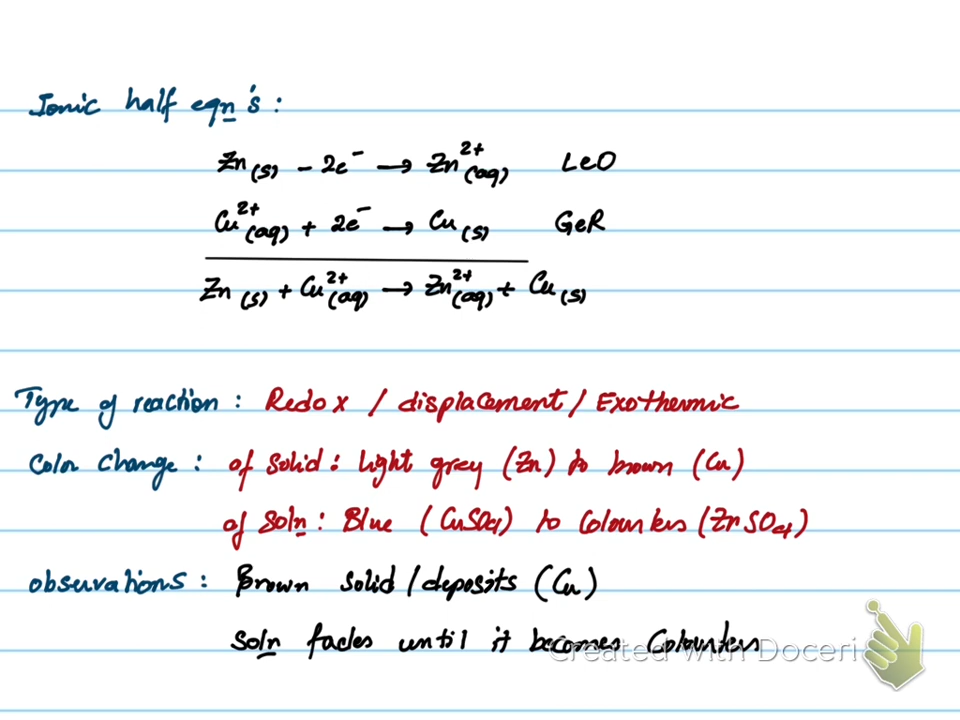 Ionic half eqn's :
Zn(s) – 2e⁻ → Zn²⁺(aq) LeO
Cu²⁺(aq) + 2e⁻ → Cu(s) GeR
Zn(s) + Cu²⁺(aq) → Zn²⁺(aq) + Cu(s)
Type of reaction : Redox / displacement / Exothermic
Color change : of solid : light grey (Zn) to brown (Cu)
of soln : Blue (CuSO₄) to colourless (ZnSO₄)
observations : Brown solid / deposits (Cu)
soln fades until it becomes colourless
Created with Doceri